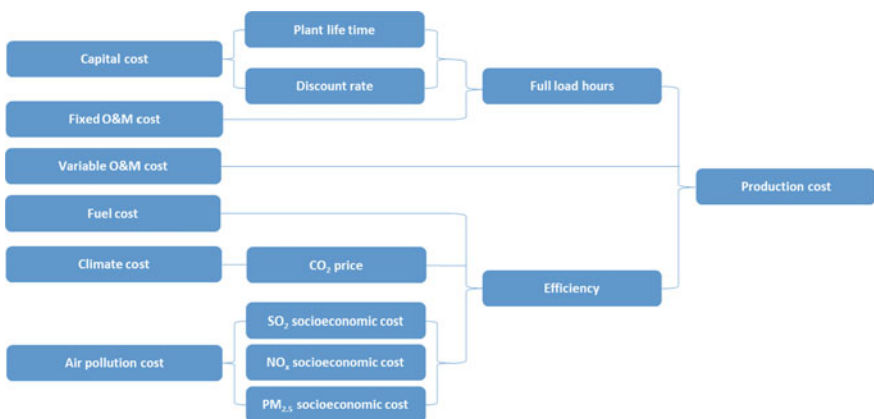 Plant life time
Capital cost
Discount rate
Full load hours
Fixed O&M cost
Variable O&M cost
Production cost
Fuel cost
Climate cost
CO₂ price
Efficiency
SO₂ socioeconomic cost
Air pollution cost
NOₓ socioeconomic cost
PM₂.₅ socioeconomic cost